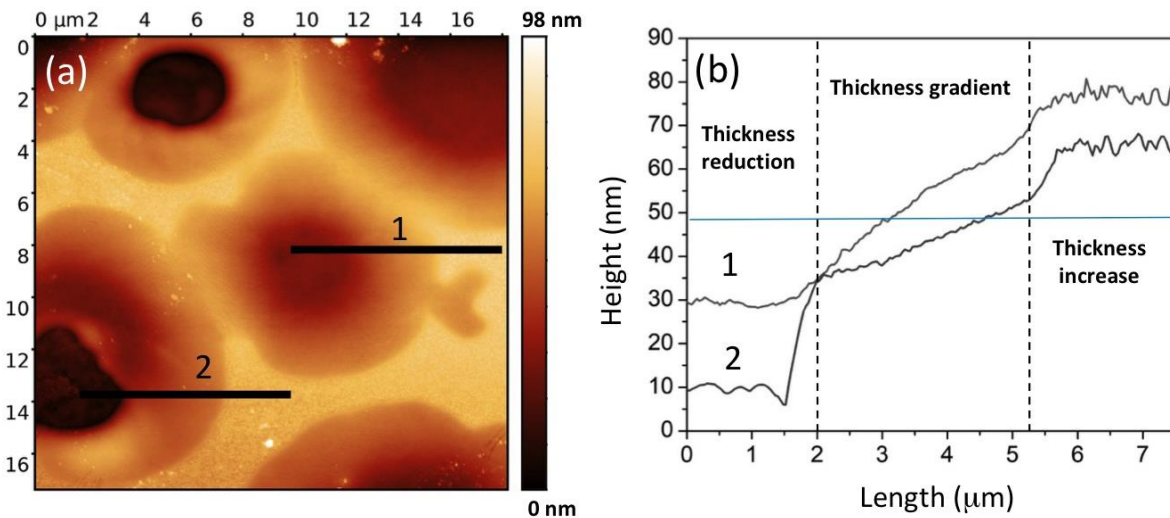 0 µm 2 4 6 8 10 12 14 16
98 nm
0
2
4
6
8
10
12
14
16
(a)
1
2
0 nm
(b)
90
80
70
60
50
40
30
20
10
0
Height (nm)
Thickness gradient
Thickness
reduction
Thickness
increase
1
2
0 1 2 3 4 5 6 7
Length (µm)